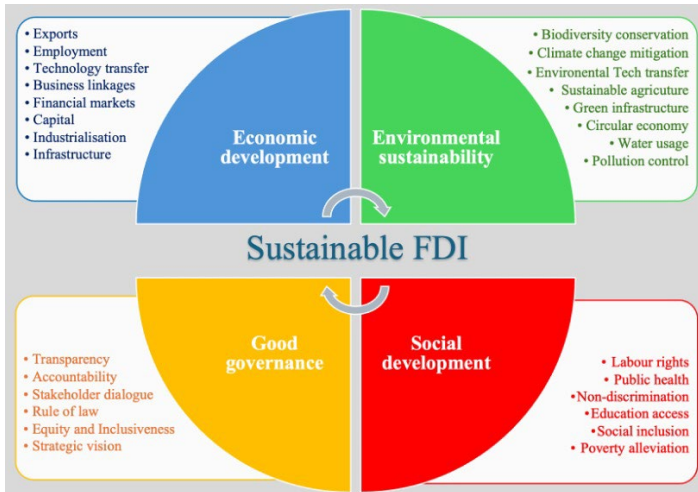 • Exports
• Employment
• Technology transfer
• Business linkages
• Financial markets
• Capital
• Industrialisation
• Infrastructure
Economic
development
Environmental
sustainability
• Biodiversity conservation
• Climate change mitigation
• Environental Tech transfer
• Sustainable agricuture
• Green infrastructure
• Circular economy
• Water usage
• Pollution control
Sustainable FDI
• Transparency
• Accountability
• Stakeholder dialogue
• Rule of law
• Equity and Inclusiveness
• Strategic vision
Good
governance
Social
development
• Labour rights
• Public health
• Non-discrimination
• Education access
• Social inclusion
• Poverty alleviation